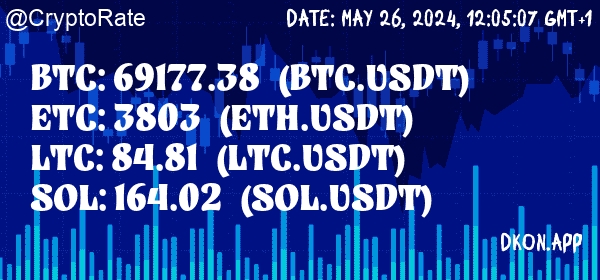 @CryptoRate
DATE: MAY 26, 2024, 12:05:07 GMT+1
BTC: 69177.38 (BTC.USDT)
ETC: 3803 (ETH.USDT)
LTC: 84.81 (LTC.USDT)
SOL: 164.02 (SOL.USDT)
DKON.APP